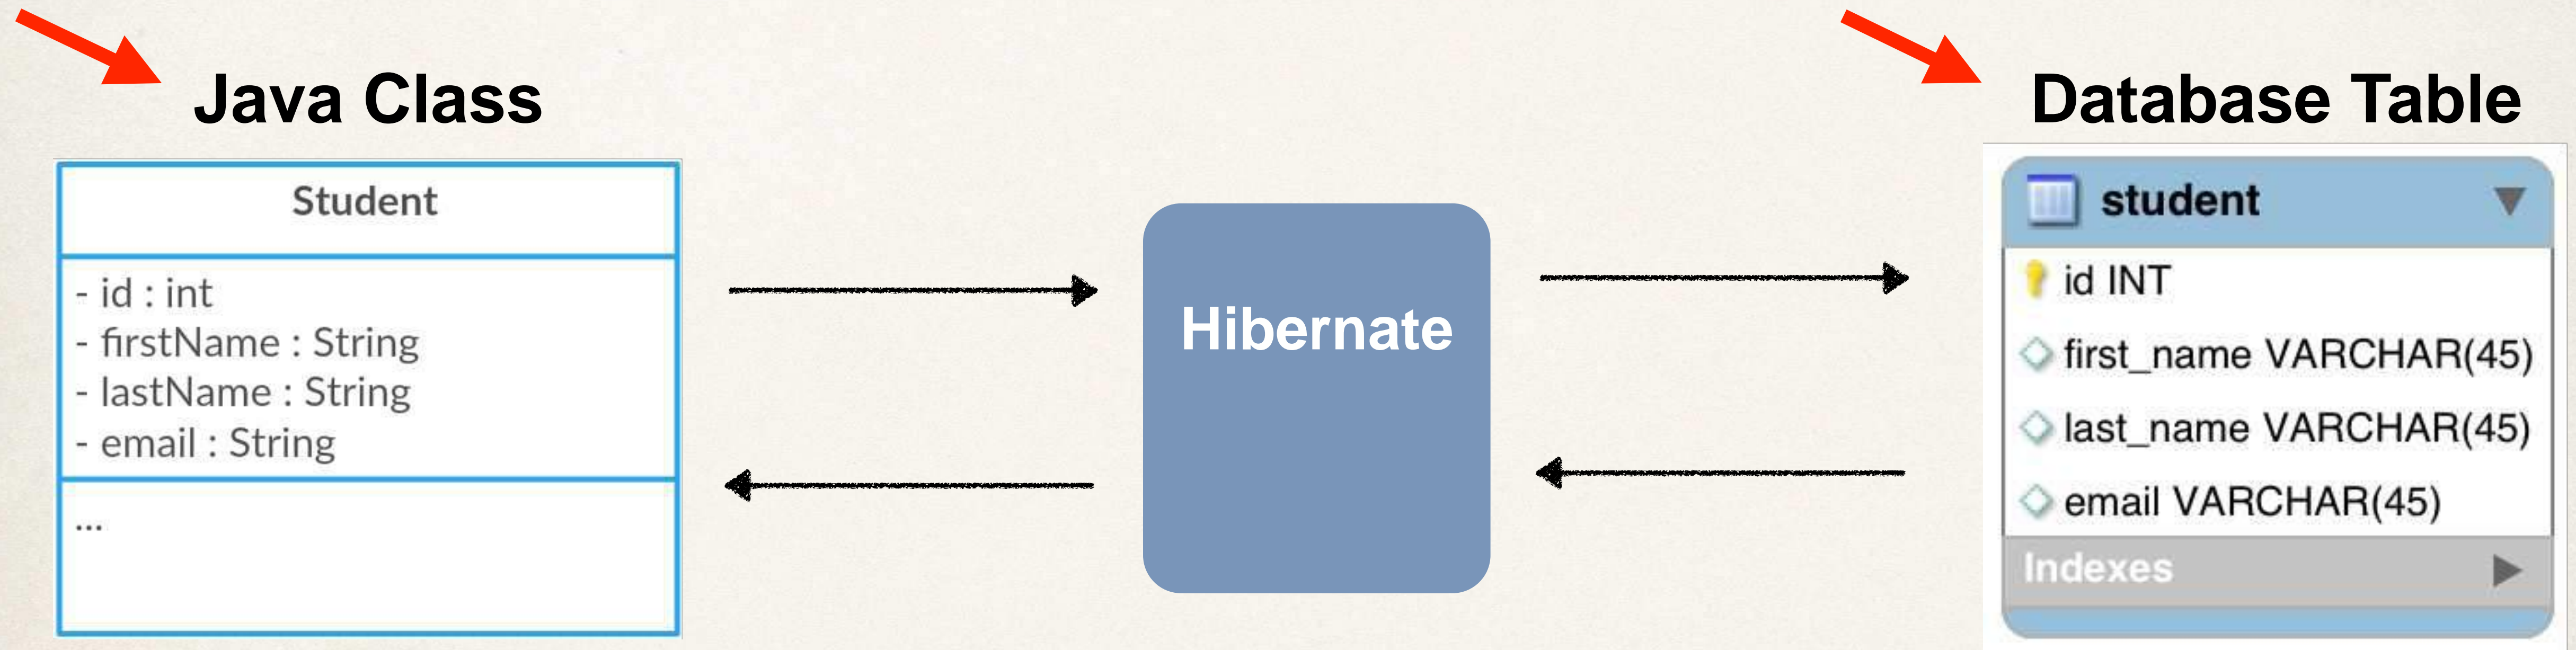 Java Class
Student
- id : int
- firstName : String
- lastName : String
- email : String
...
Hibernate
Database Table
student
id INT
first_name VARCHAR(45)
last_name VARCHAR(45)
email VARCHAR(45)
Indexes